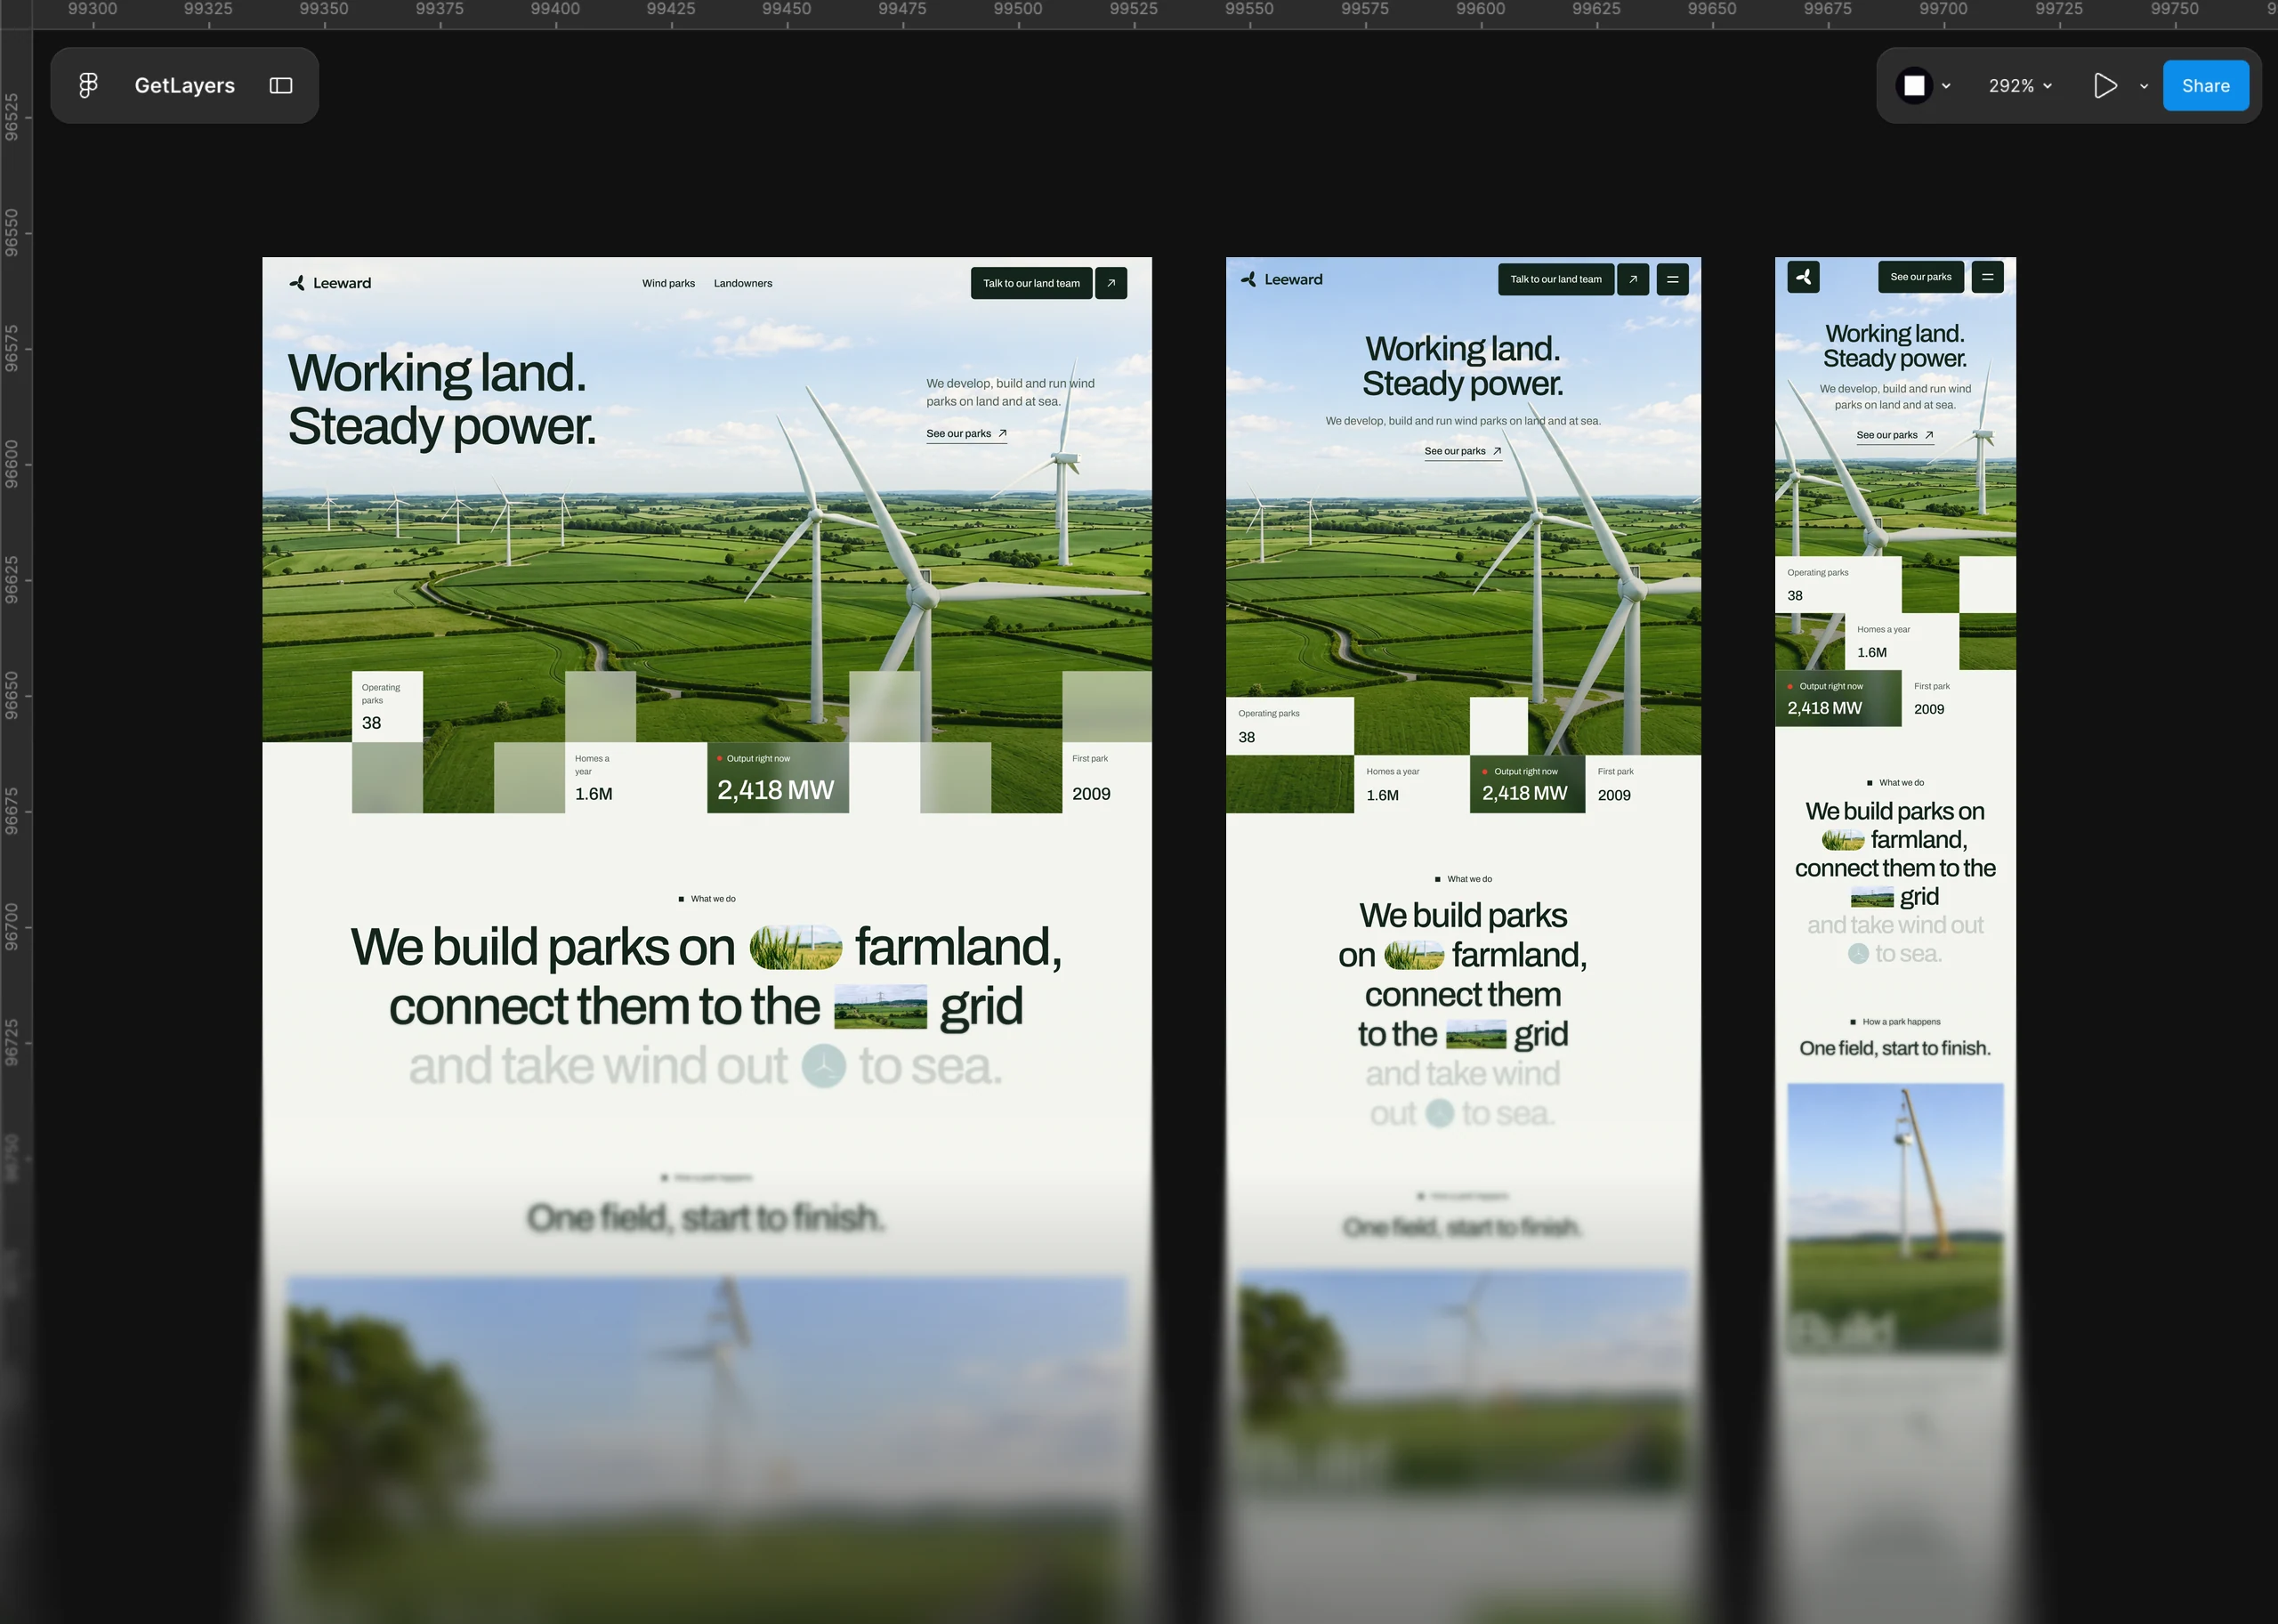 99300 99325 99350 99375 99400 99425 99450 99475 99500 99525 99550 99575 99600 99625 99650 99675 99700 99725 99750
GetLayers
292%
Share
96525
96550
96575
96600
96625
96650
96675
96700
96725
96750
Leeward
Wind parks Landowners
Talk to our land team
Working land.
Steady power.
We develop, build and run wind
parks on land and at sea.
See our parks
Operating
parks
38
Homes a
year
1.6M
Output right now
2,418 MW
First park
2009
What we do
We build parks on farmland,
connect them to the grid
and take wind out to sea.
How a park happens
One field, start to finish.
Leeward
Talk to our land team
Working land.
Steady power.
We develop, build and run wind parks on land and at sea.
See our parks
Operating parks
38
Homes a year
1.6M
Output right now
2,418 MW
First park
2009
What we do
We build parks
on farmland,
connect them
to the grid
and take wind
out to sea.
How a park happens
One field, start to finish.
Build
See our parks
Working land.
Steady power.
We develop, build and run wind
parks on land and at sea.
See our parks
Operating parks
38
Homes a year
1.6M
Output right now
2,418 MW
First park
2009
What we do
We build parks on
farmland,
connect them to the
grid
and take wind out
to sea.
How a park happens
One field, start to finish.
Build